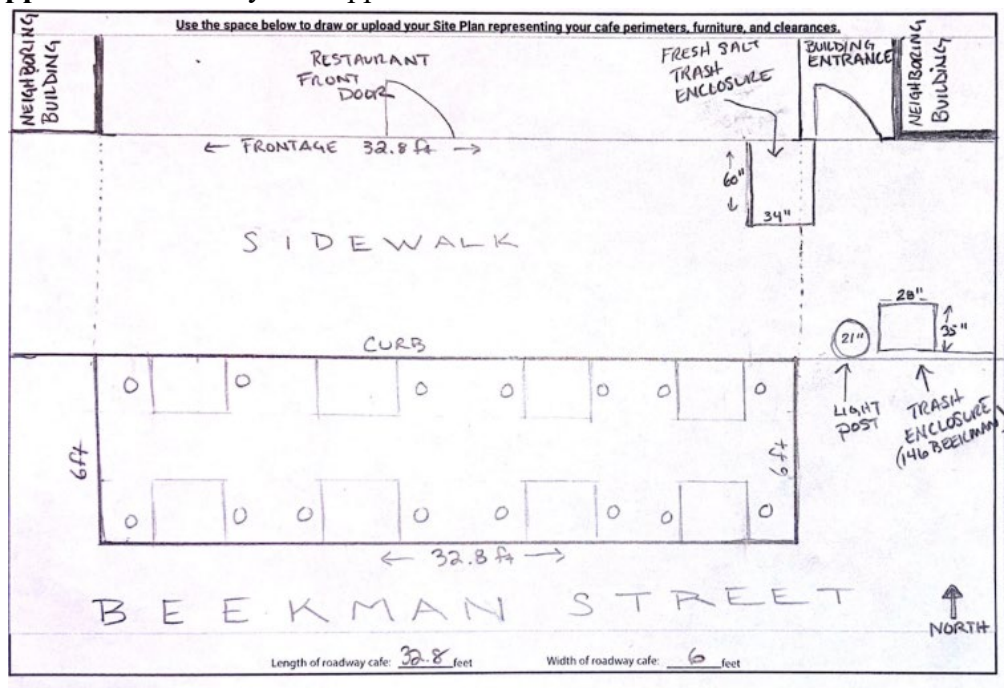 Use the space below to draw or upload your Site Plan representing your cafe perimeters, furniture, and clearances.
NEIGHBORING
BUILDING
RESTAURANT
FRONT
DOOR
FRESH SALT
TRASH
ENCLOSURE
BUILDING
ENTRANCE
NEIGHBORING
BUILDING
← FRONTAGE 32.8 ft →
60"
34"
SIDEWALK
28"
35"
21"
CURB
LIGHT
POST
TRASH
ENCLOSURE
(146 BEEKMAN)
6ft
6ft
← 32.8 ft →
BEEKMAN STREET
NORTH
Length of roadway cafe: 32.8 feet
Width of roadway cafe: 6 feet